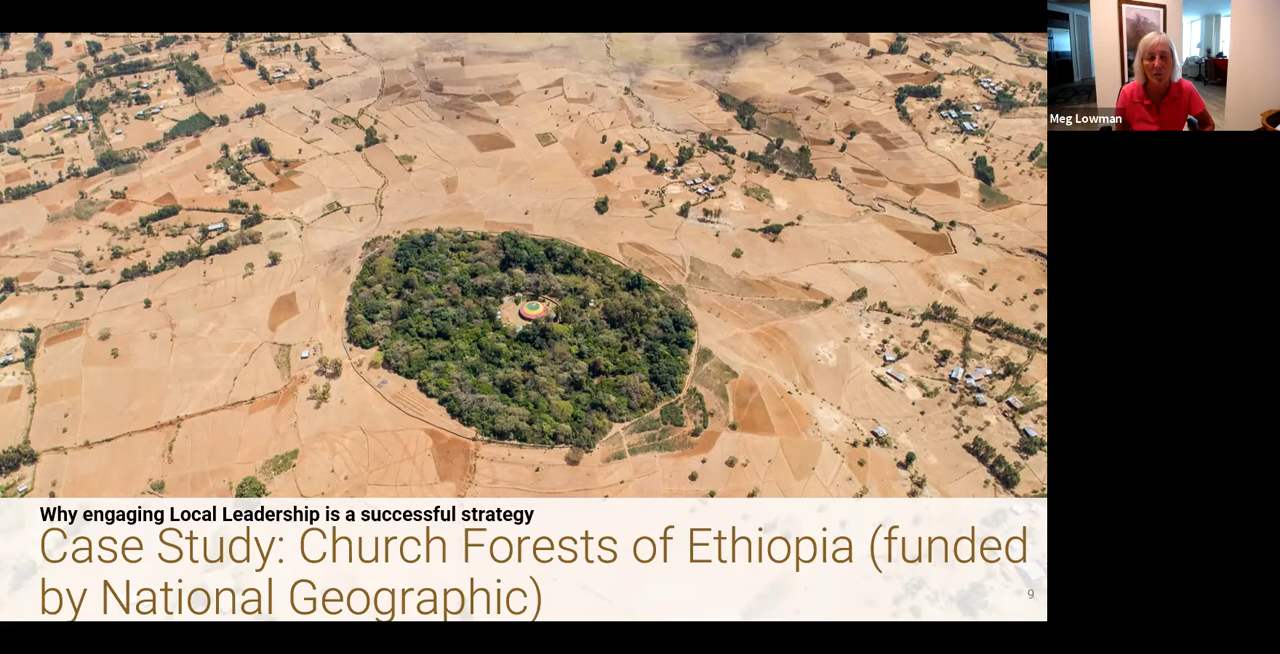 Meg Lowman
Why engaging Local Leadership is a successful strategy
Case Study: Church Forests of Ethiopia (funded
by National Geographic)
9